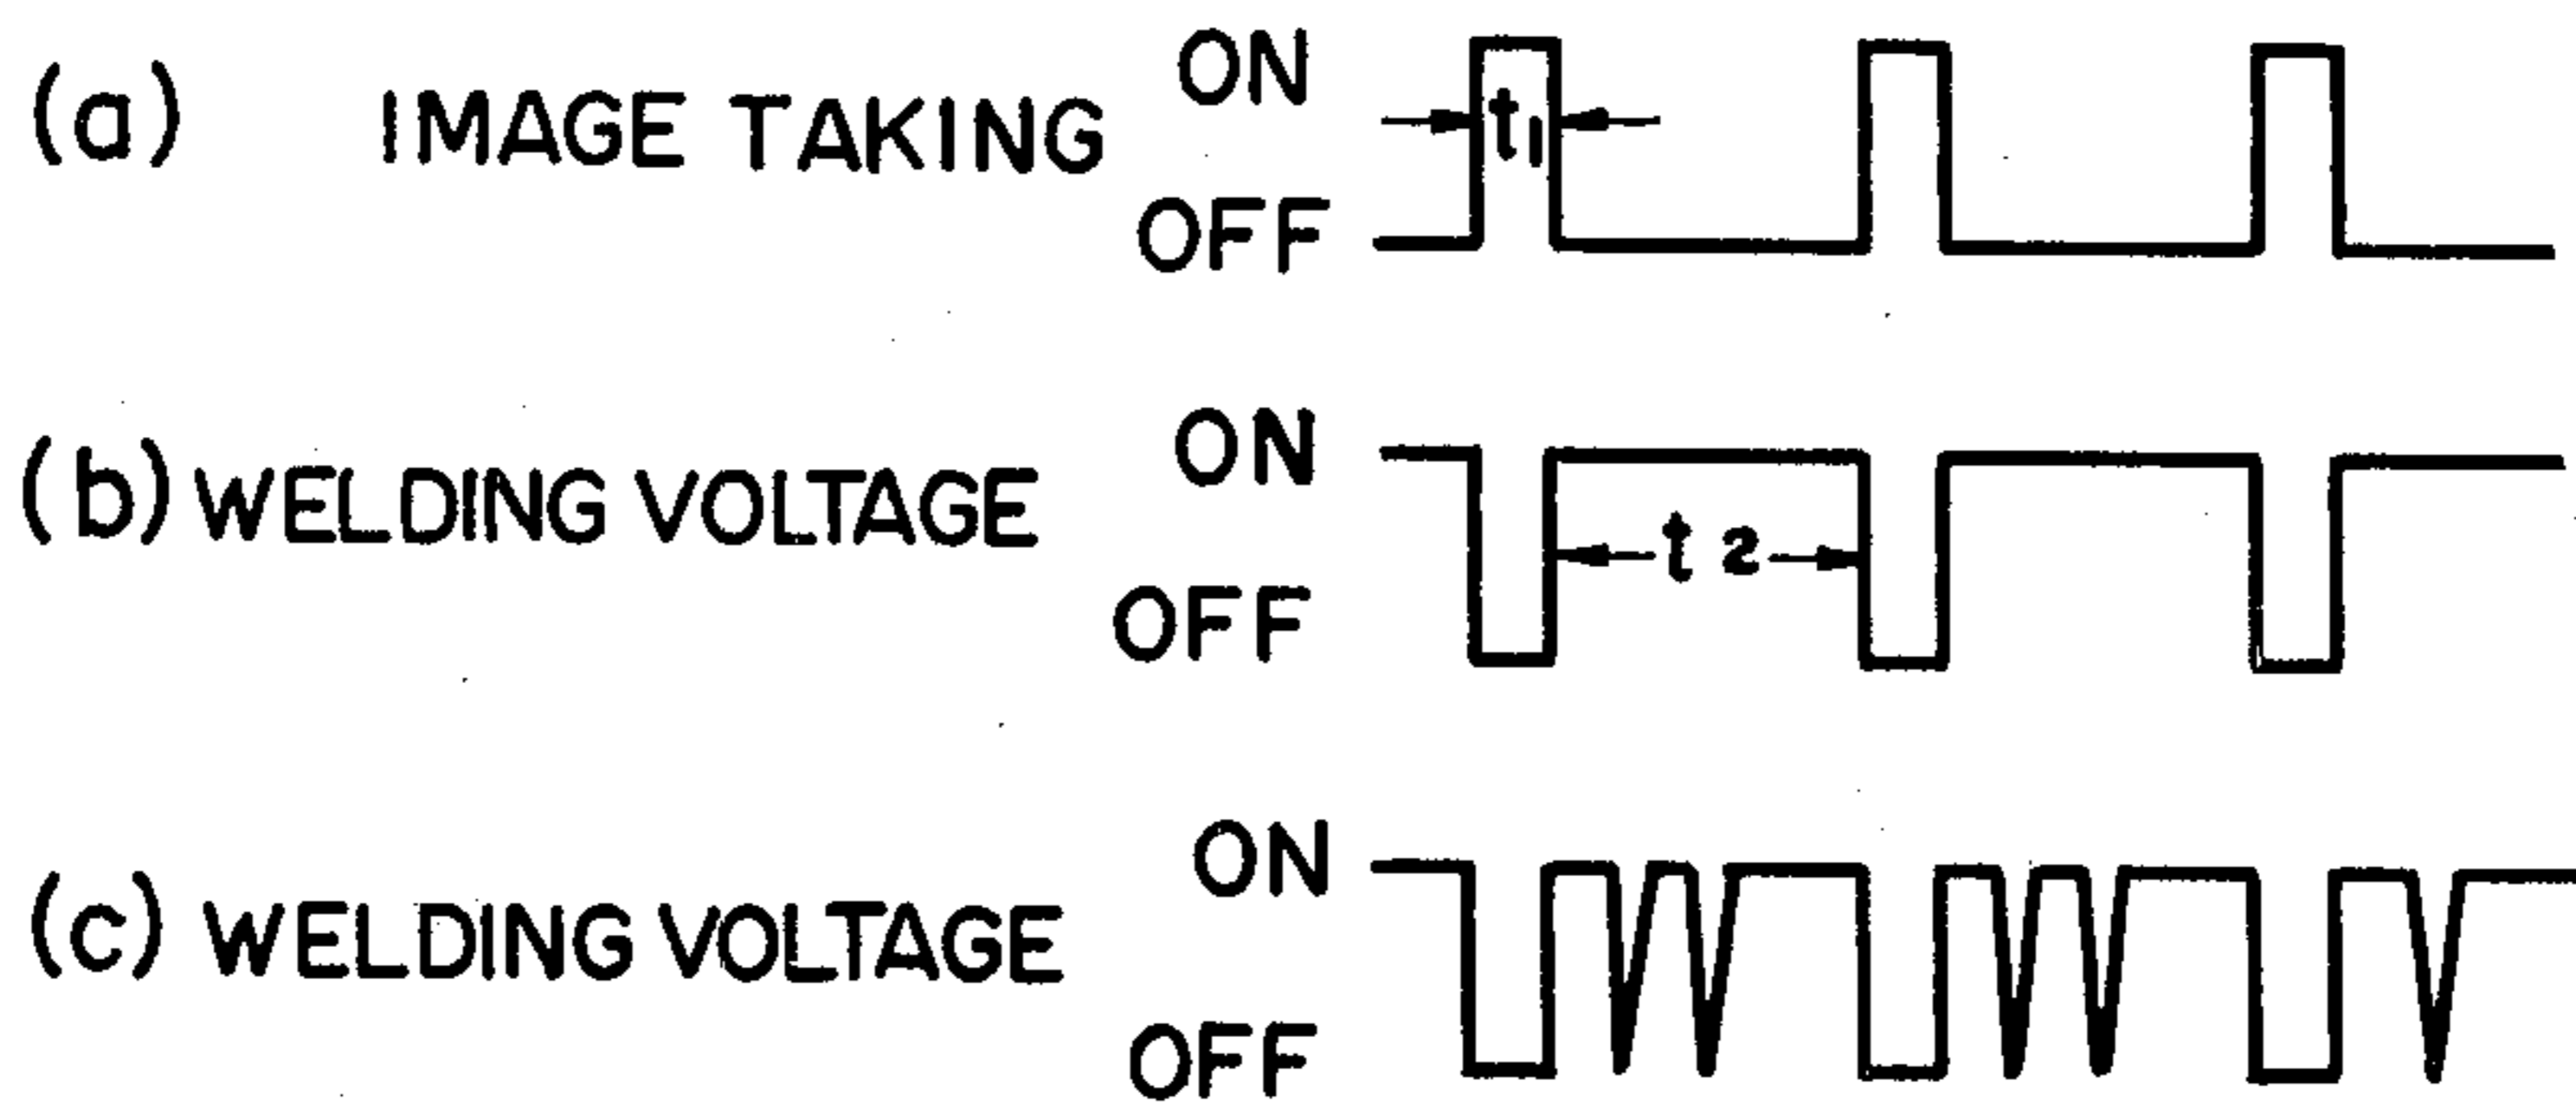 (a) IMAGE TAKING
ON
OFF
t1
(b) WELDING VOLTAGE
ON
OFF
t2
(c) WELDING VOLTAGE
ON
OFF